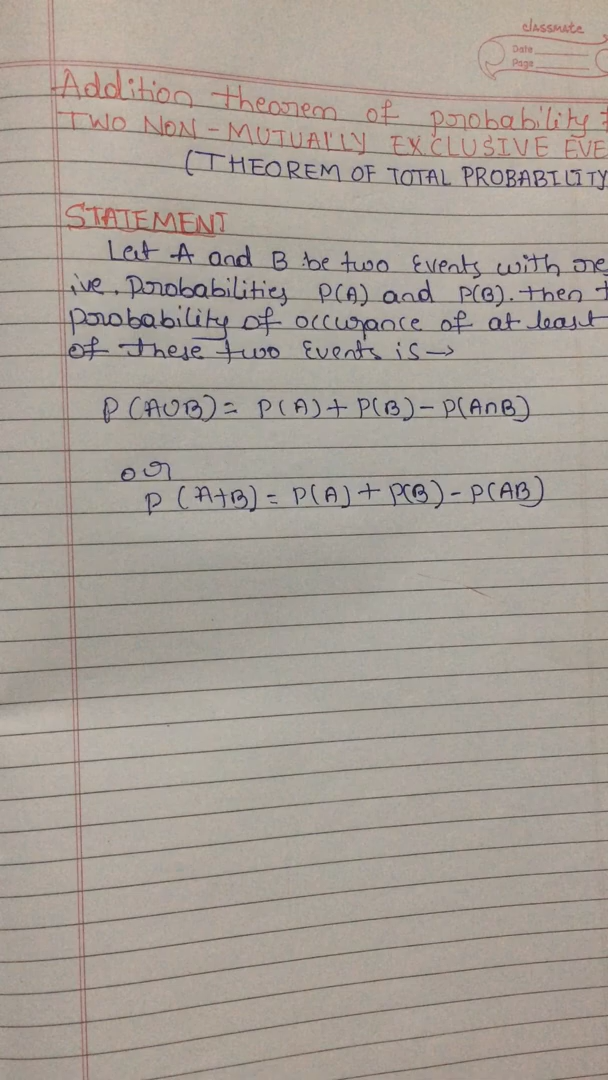 classmate
Date
Page
Addition theorem of probability f
TWO NON-MUTUALLY EXCLUSIVE EVE
(THEOREM OF TOTAL PROBABILITY
STATEMENT
Let A and B be two Events with re
ive. Probabilities P(A) and P(B). then t
probability of occurance of at least
of these two Events is →
P(A∪B) = P(A) + P(B) - P(A∩B)
or
P(A+B) = P(A) + P(B) - P(AB)